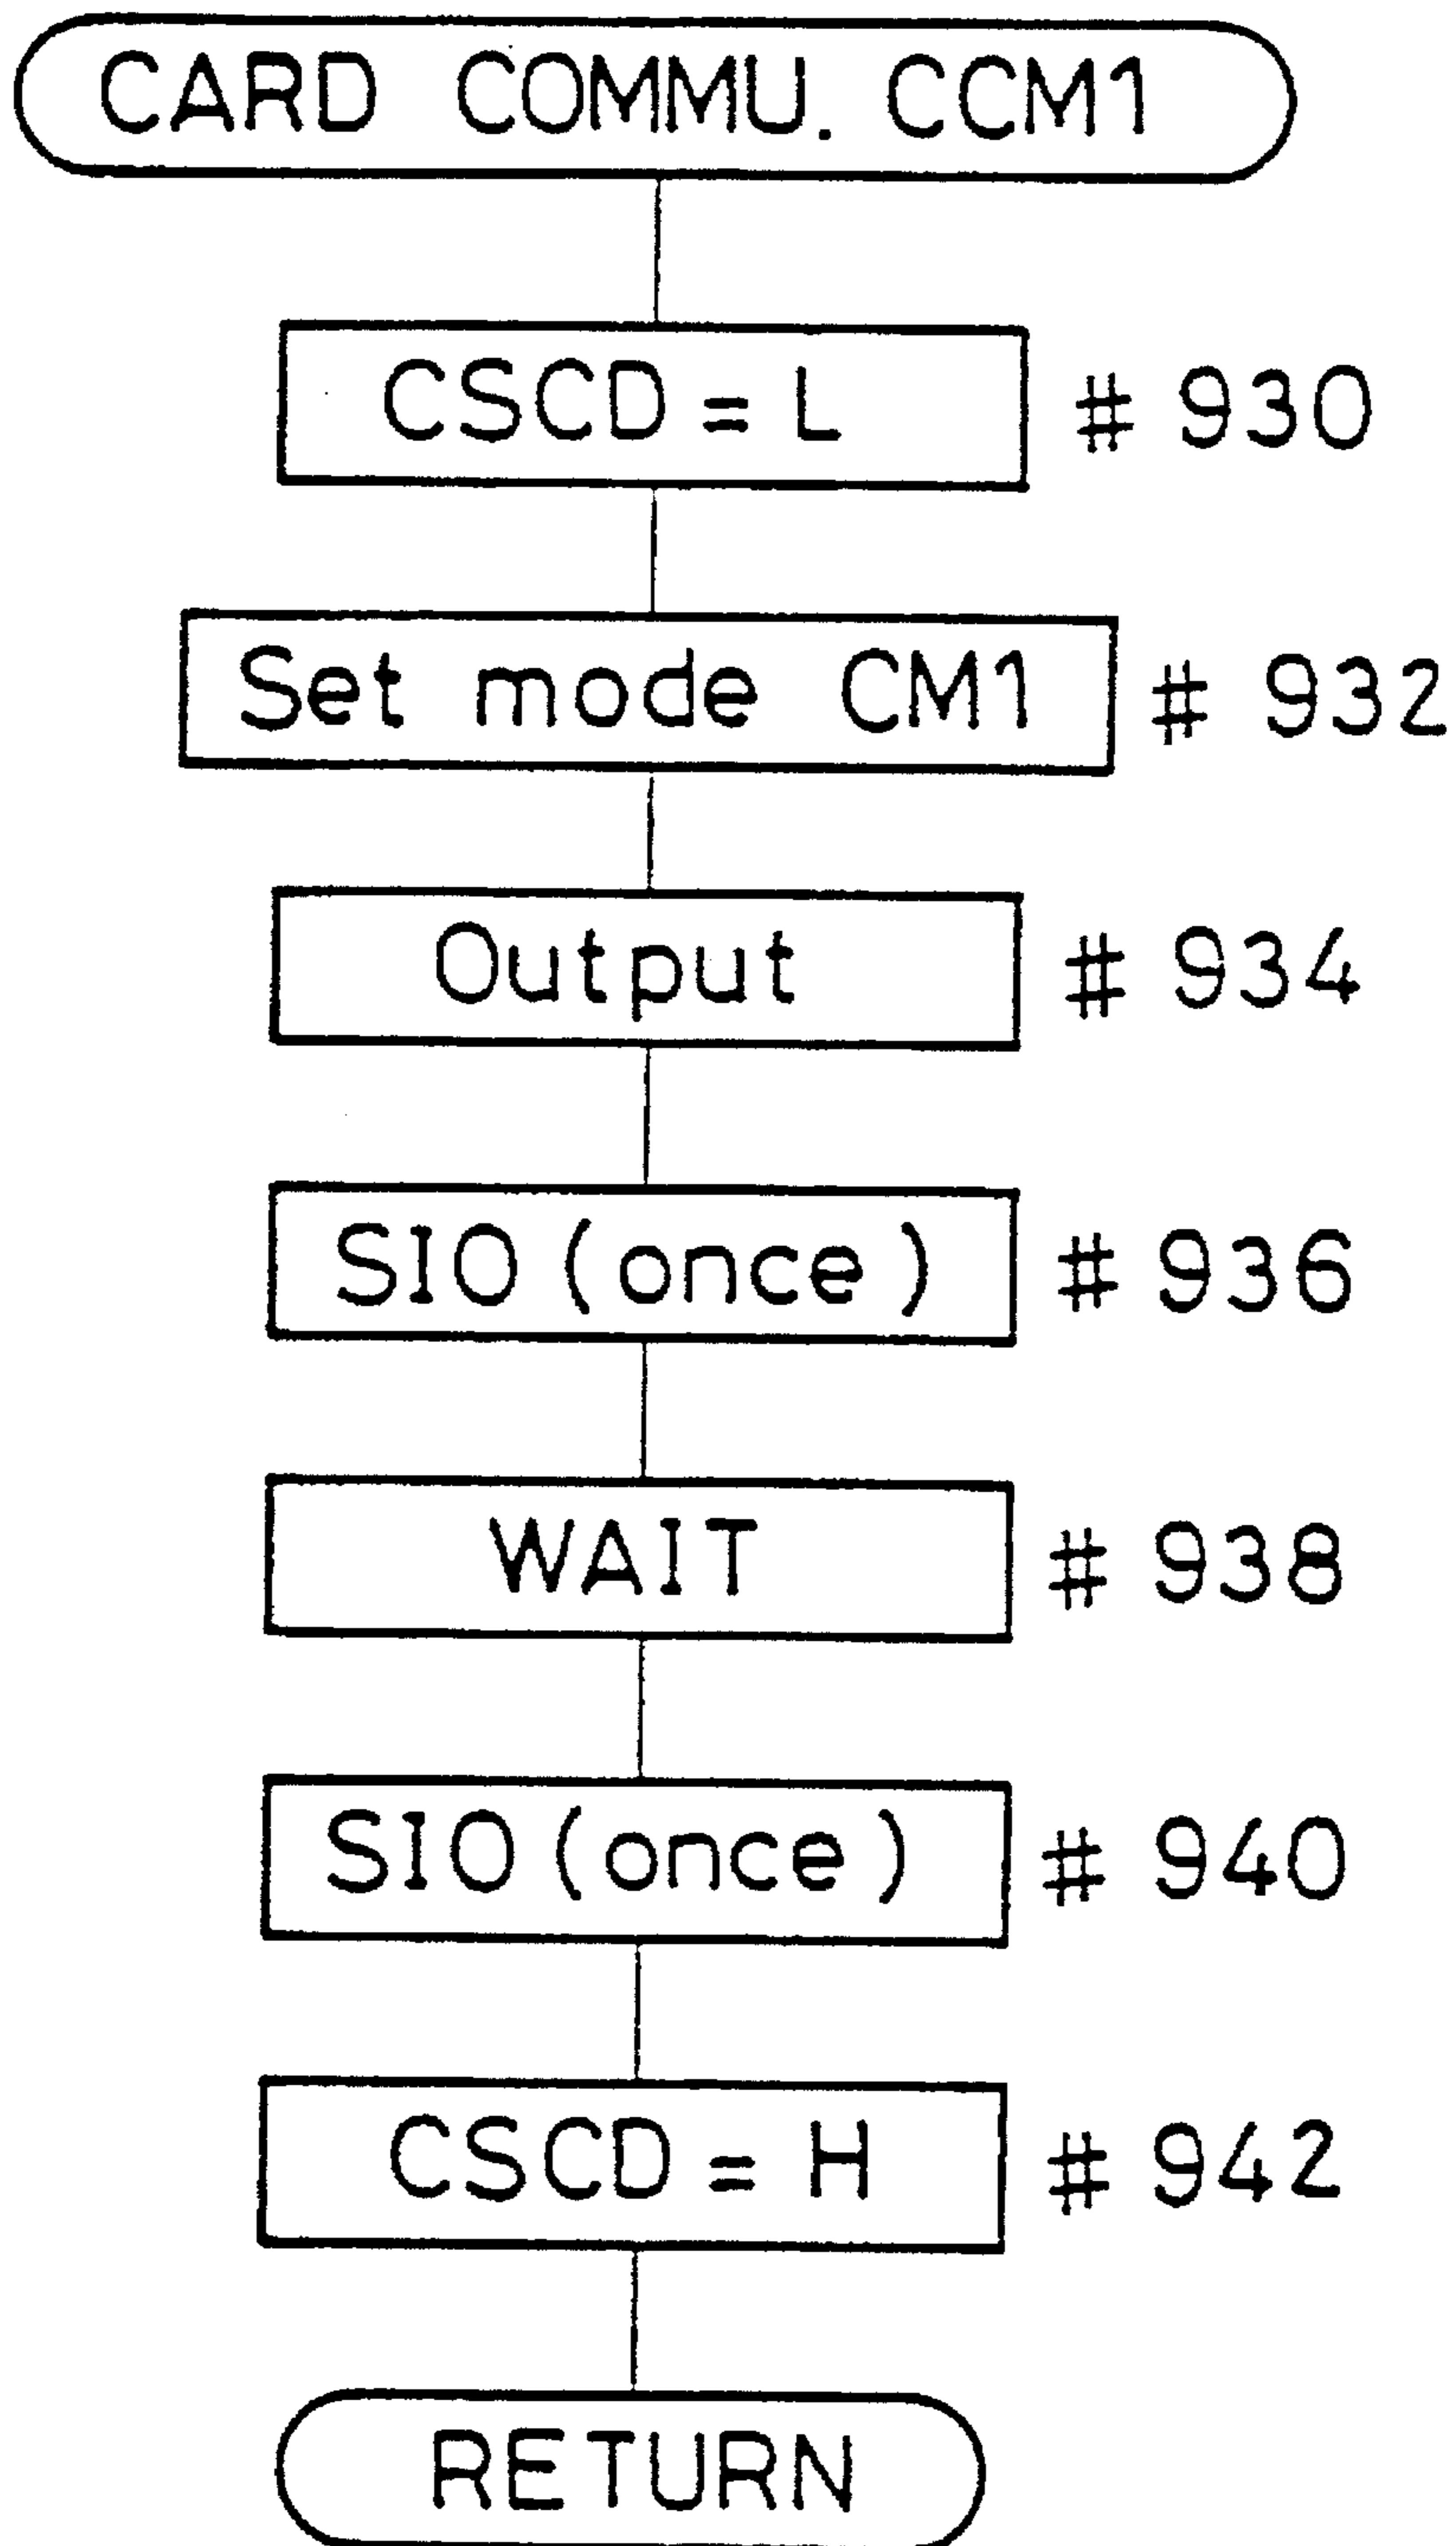 CARD COMMU. CCM1
CSCD = L # 930
Set mode CM1 # 932
Output # 934
SIO (once) # 936
WAIT # 938
SIO (once) # 940
CSCD = H # 942
RETURN